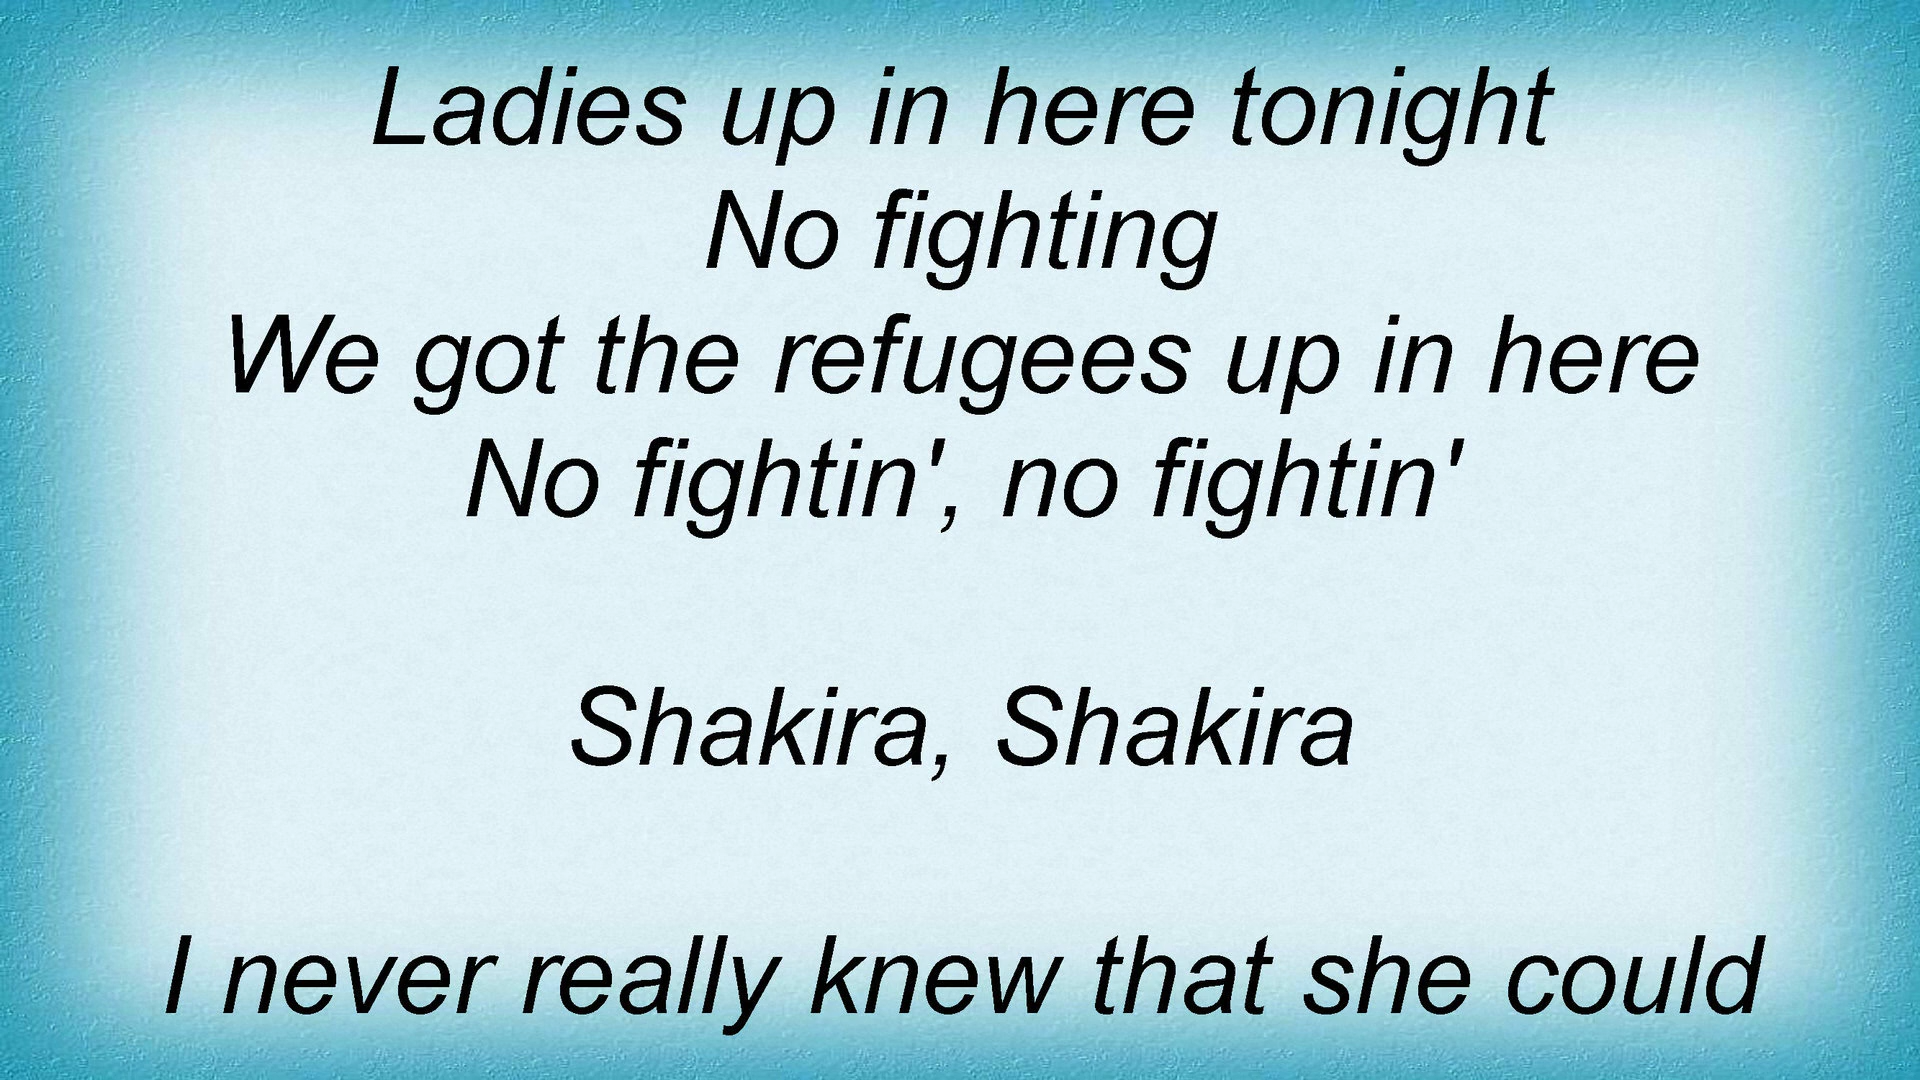 Ladies up in here tonight
No fighting
We got the refugees up in here
No fightin', no fightin'
Shakira, Shakira
I never really knew that she could